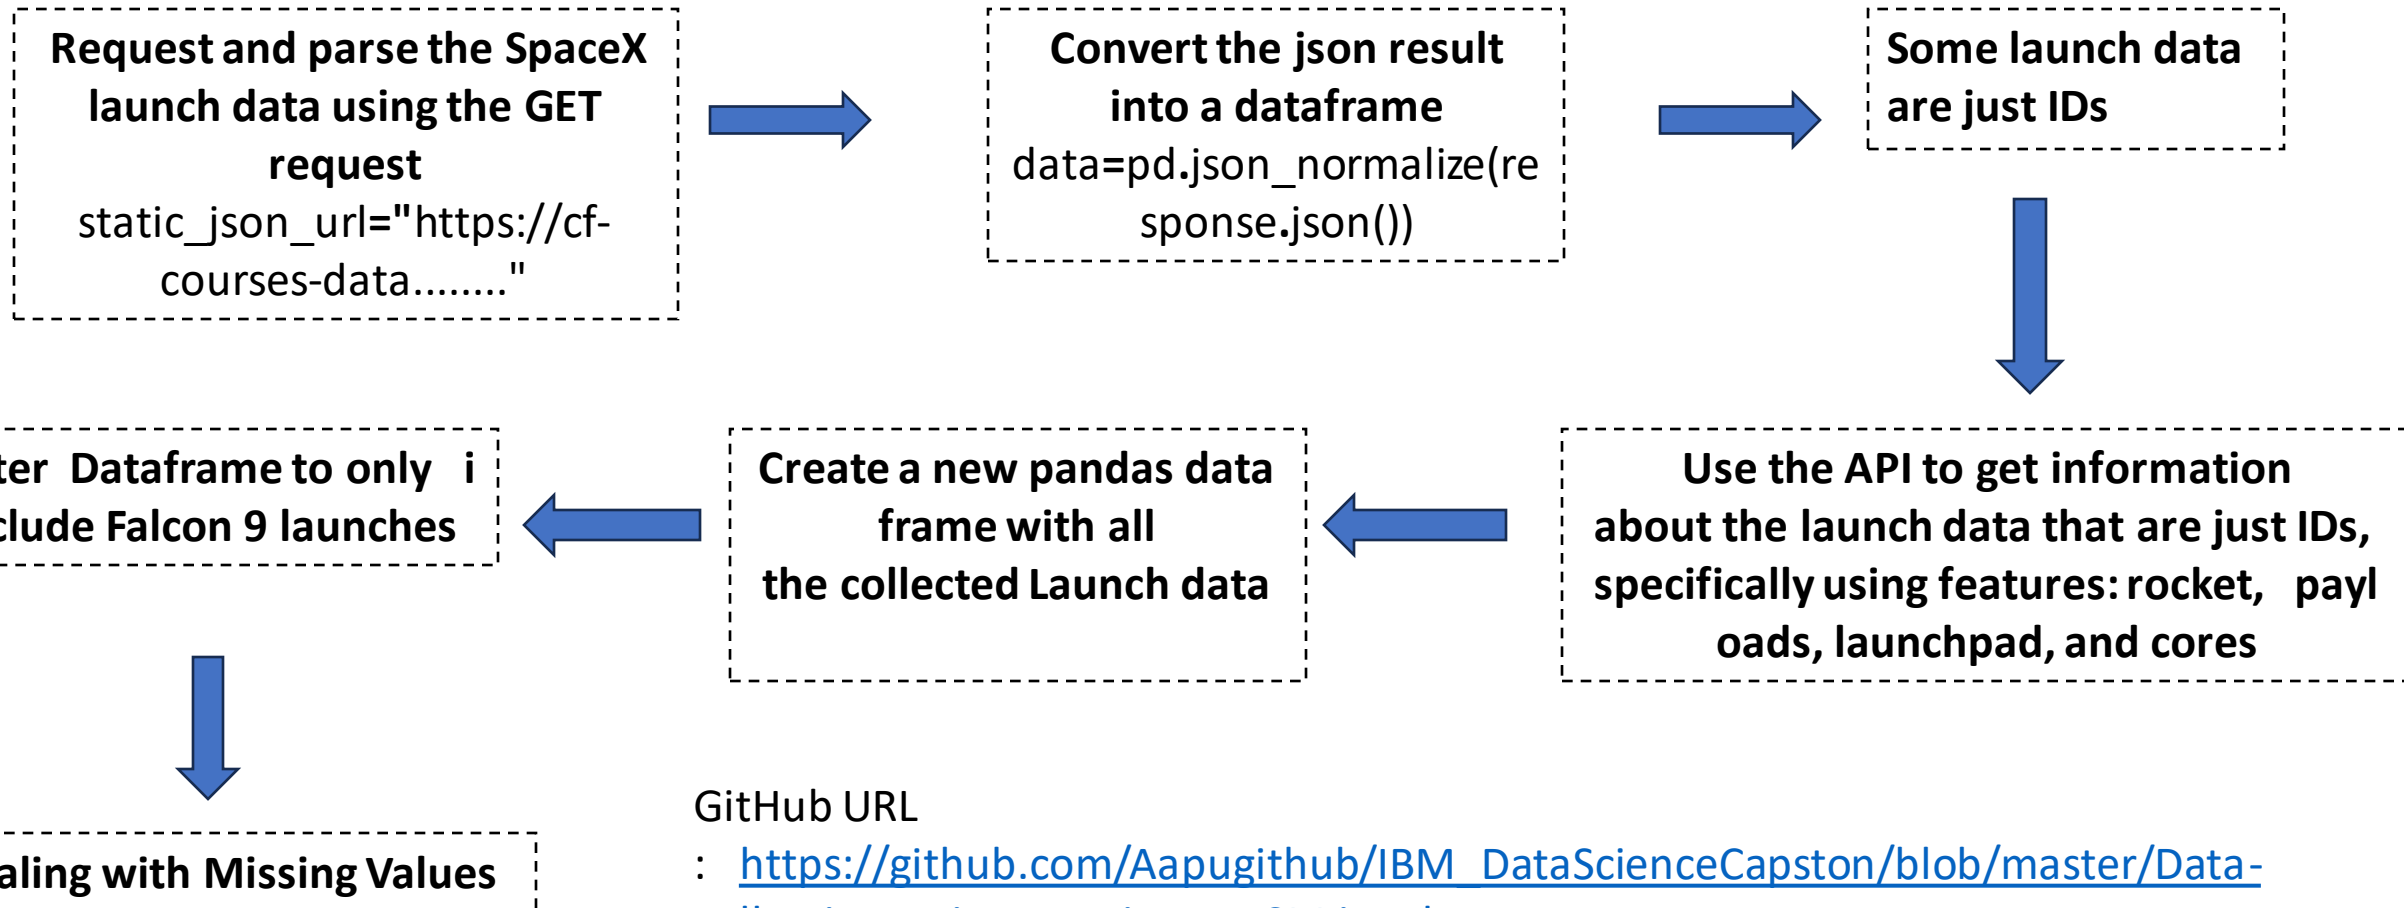 Request and parse the SpaceX
launch data using the GET
request
static_json_url="https://cf-
courses-data........"
Convert the json result
into a dataframe
data=pd.json_normalize(re
sponse.json())
Some launch data
are just IDs
Use the API to get information
about the launch data that are just IDs,
specifically using features: rocket, payl
oads, launchpad, and cores
Create a new pandas data
frame with all
the collected Launch data
ter Dataframe to only i
clude Falcon 9 launches
aling with Missing Values
GitHub URL
: https://github.com/Aapugithub/IBM_DataScienceCapston/blob/master/Data-